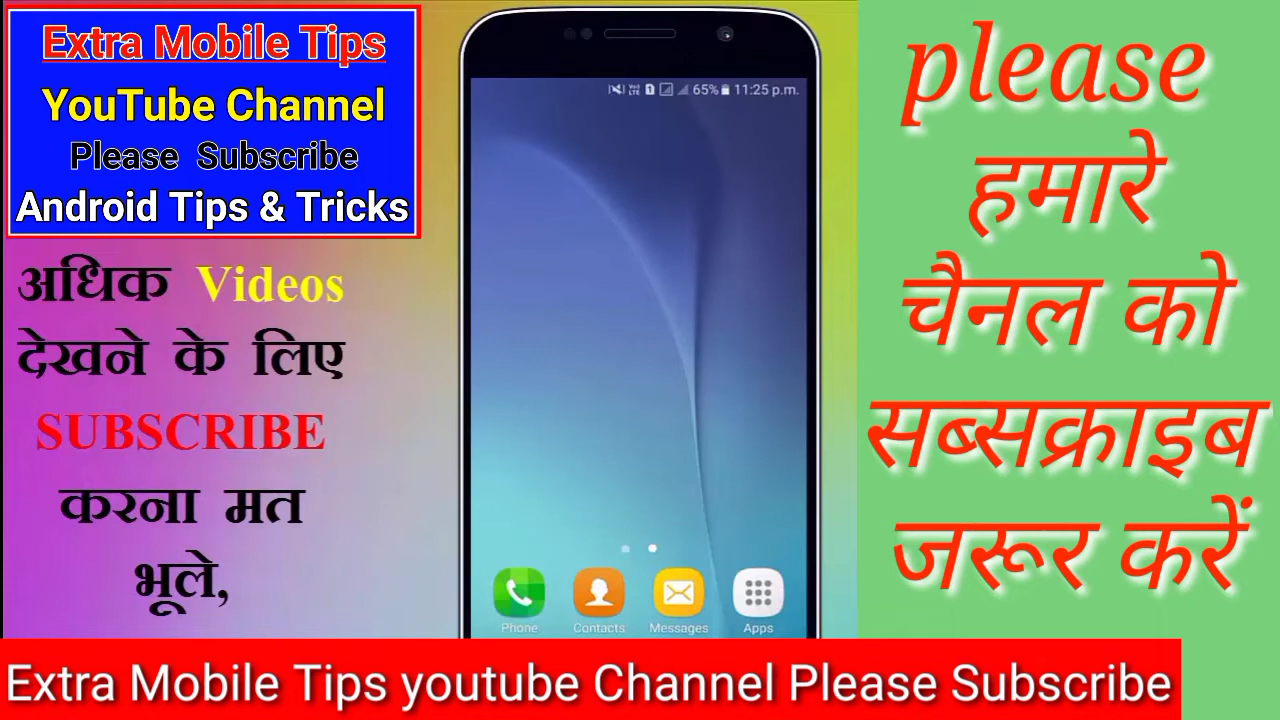 Extra Mobile Tips
YouTube Channel
Please Subscribe
Android Tips & Tricks
अधिक Videos
देखने के लिए
SUBSCRIBE
करना मत
भूले,
VoLTE 1 65% 11:25 p.m.
Phone Contacts Messages Apps
please
हमारे
चैनल को
सब्सक्राइब
जरूर करें
Extra Mobile Tips youtube Channel Please Subscribe